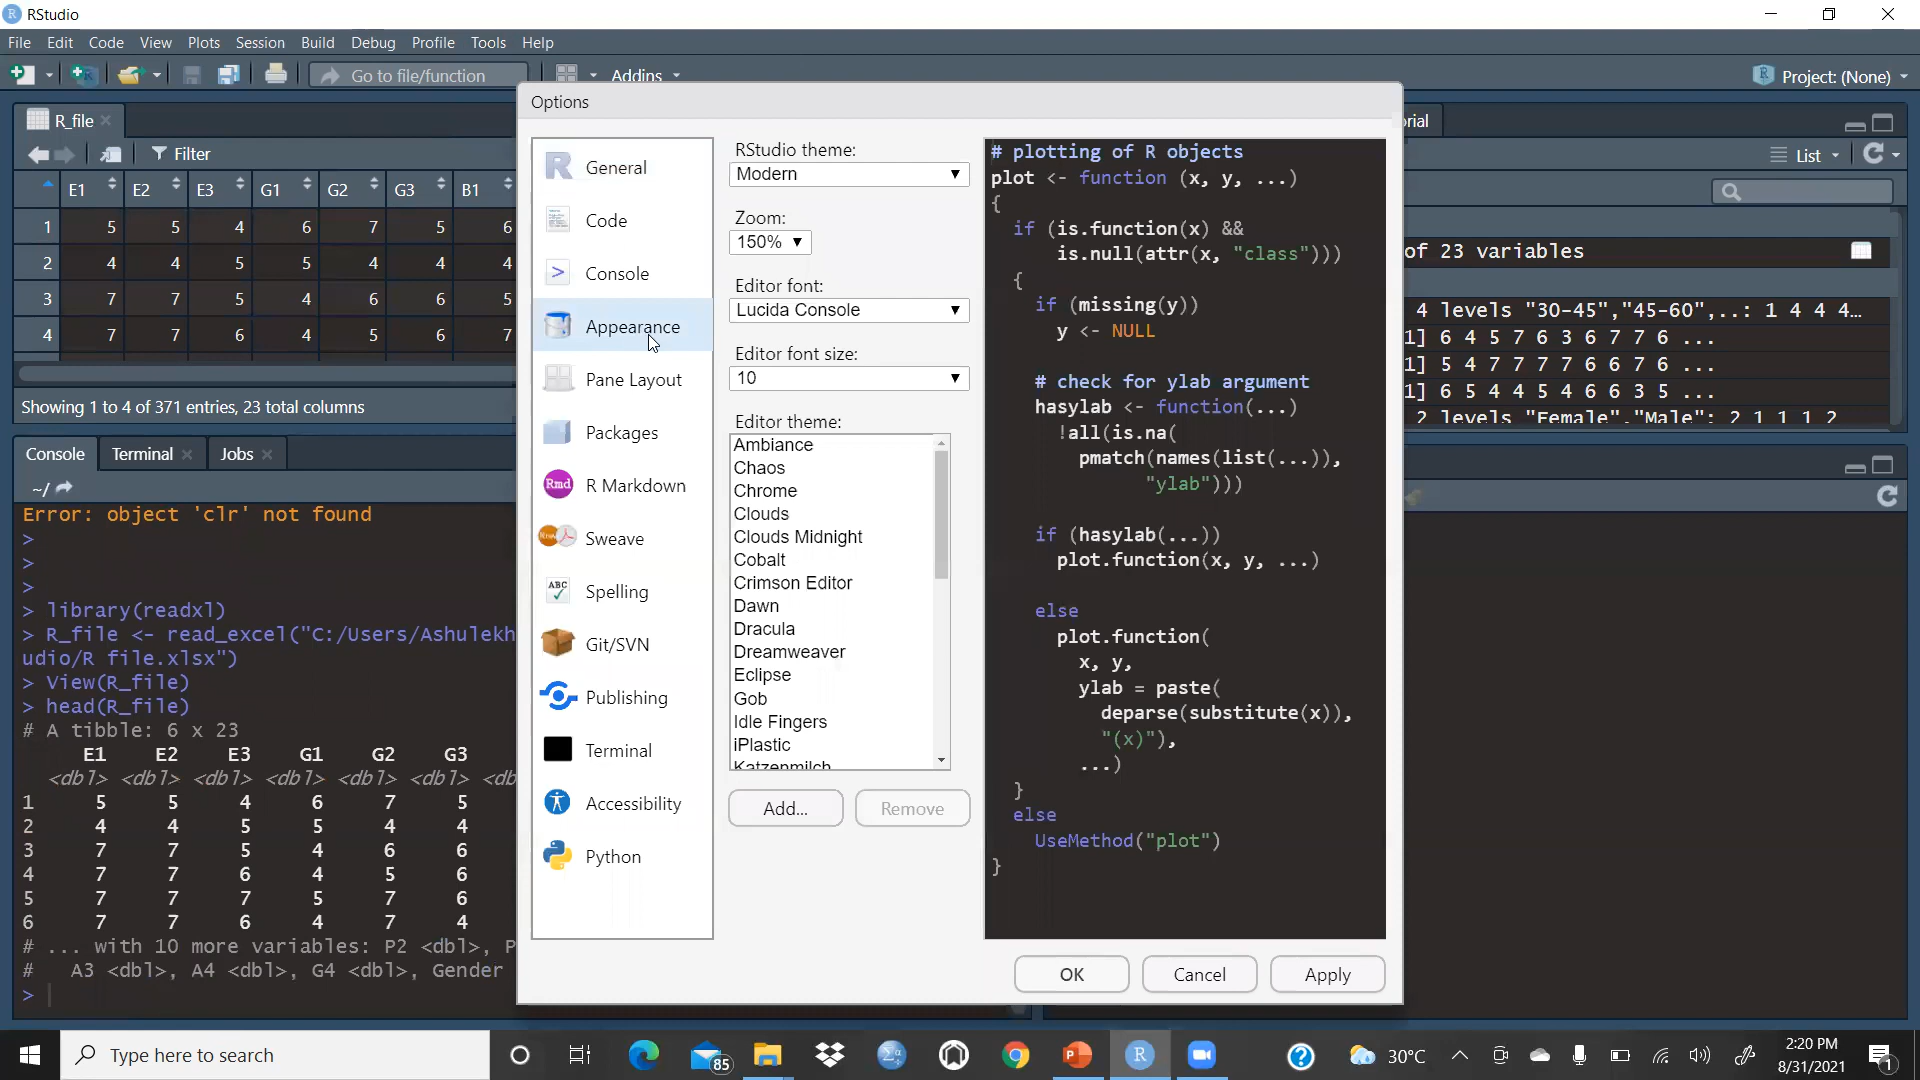 RStudio
File Edit Code View Plots Session Build Debug Profile Tools Help
Go to file/function
Addins
Project: (None)
R_file
Filter
E1 E2 E3 G1 G2 G3 B1
1 5 5 4 6 7 5 6
2 4 4 5 5 4 4 4
3 7 7 5 4 6 6 5
4 7 7 6 4 5 6 7
Showing 1 to 4 of 371 entries, 23 total columns
Console Terminal Jobs
~/
Error: object 'clr' not found
>
>
>
> library(readxl)
> R_file <- read_excel("C:/Users/Ashulekh
udio/R file.xlsx")
> View(R_file)
> head(R_file)
# A tibble: 6 x 23
E1 E2 E3 G1 G2 G3
<dbl> <dbl> <dbl> <dbl> <dbl> <dbl> <db
1 5 5 4 6 7 5
2 4 4 5 5 4 4
3 7 7 5 4 6 6
4 7 7 6 4 5 6
5 7 7 7 5 7 6
6 7 7 6 4 7 4
# ... with 10 more variables: P2 <dbl>, P
# A3 <dbl>, A4 <dbl>, G4 <dbl>, Gender
>
Options
General
Code
Console
Appearance
Pane Layout
Packages
Rmd R Markdown
Sweave
ABC Spelling
Git/SVN
Publishing
Terminal
Accessibility
Python
RStudio theme:
Modern
Zoom:
150%
Editor font:
Lucida Console
Editor font size:
10
Editor theme:
Ambiance
Chaos
Chrome
Clouds
Clouds Midnight
Cobalt
Crimson Editor
Dawn
Dracula
Dreamweaver
Eclipse
Gob
Idle Fingers
iPlastic
Katzenmilch
Add... Remove
# plotting of R objects
plot <- function (x, y, ...)
{
if (is.function(x) &&
is.null(attr(x, "class")))
{
if (missing(y))
y <- NULL
# check for ylab argument
hasylab <- function(...)
!all(is.na(
pmatch(names(list(...)),
"ylab")))
if (hasylab(...))
plot.function(x, y, ...)
else
plot.function(
x, y,
ylab = paste(
deparse(substitute(x)),
"(x)"),
...)
}
else
UseMethod("plot")
}
OK Cancel Apply
rial
List
of 23 variables
4 levels "30-45","45-60",..: 1 4 4 4...
1] 6 4 5 7 6 3 6 7 7 6 ...
1] 5 4 7 7 7 7 6 6 7 6 ...
1] 6 5 4 4 5 4 6 6 3 5 ...
2 levels "Female","Male": 2 1 1 1 2
Type here to search
85
30°C
2:20 PM
8/31/2021
1